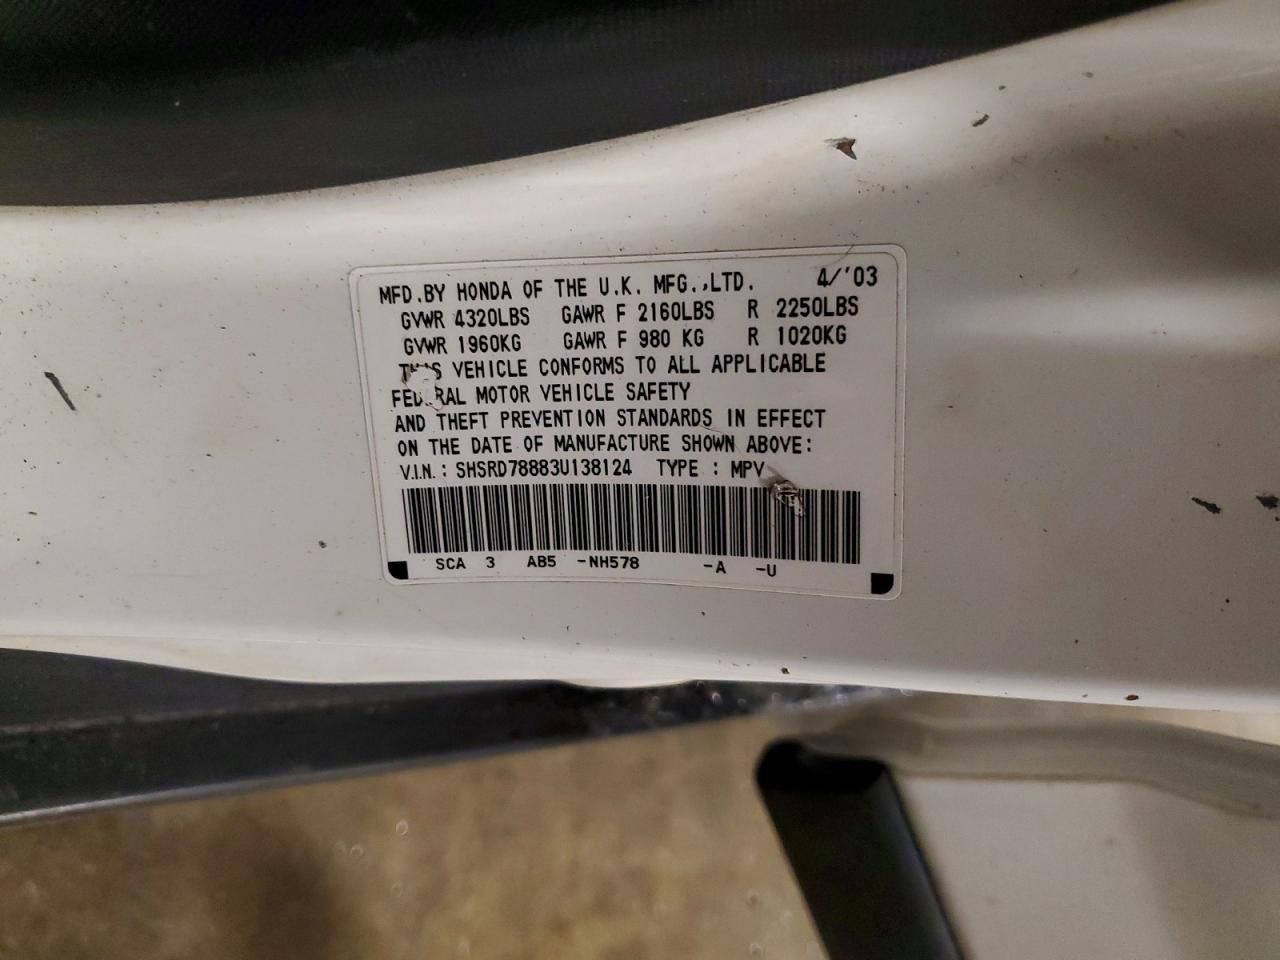 MFD.BY HONDA OF THE U.K. MFG.,LTD. 4/'03
GVWR 4320LBS GAWR F 2160LBS R 2250LBS
GVWR 1960KG GAWR F 980 KG R 1020KG
THIS VEHICLE CONFORMS TO ALL APPLICABLE
FEDERAL MOTOR VEHICLE SAFETY
AND THEFT PREVENTION STANDARDS IN EFFECT
ON THE DATE OF MANUFACTURE SHOWN ABOVE:
V.I.N.: SHSRD78883U138124 TYPE : MPV
SCA 3 AB5 -NH578 -A -U